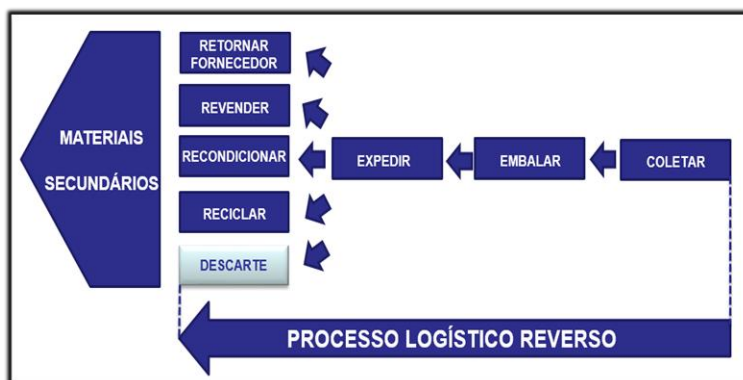 RETORNAR
FORNECEDOR
REVENDER
MATERIAIS
SECUNDÁRIOS
RECONDICIONAR
EXPEDIR
EMBALAR
COLETAR
RECICLAR
DESCARTE
PROCESSO LOGÍSTICO REVERSO